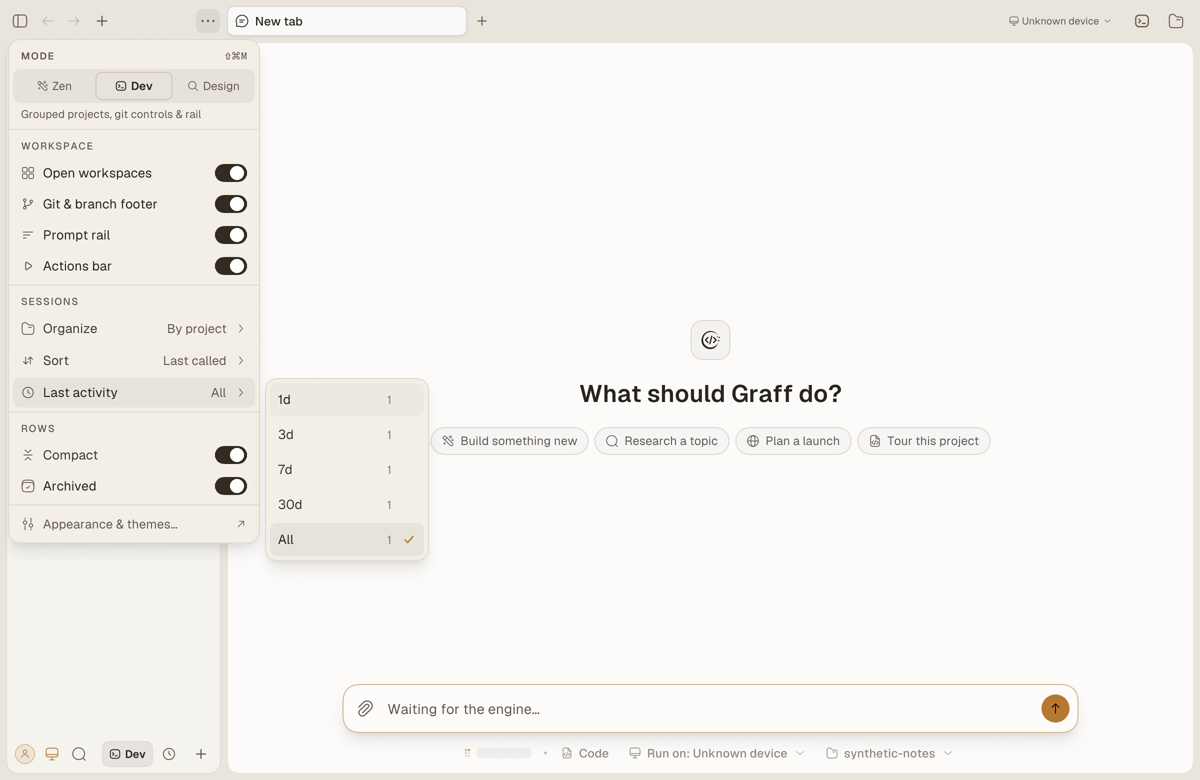 New tab
Unknown device
MODE
⇧⌘M
Zen
Dev
Design
Grouped projects, git controls & rail
WORKSPACE
Open workspaces
Git & branch footer
Prompt rail
Actions bar
SESSIONS
Organize By project
Sort Last called
Last activity All
1d 1
3d 1
7d 1
30d 1
All 1
ROWS
Compact
Archived
Appearance & themes...
What should Graff do?
Build something new
Research a topic
Plan a launch
Tour this project
Waiting for the engine...
Code
Run on: Unknown device
synthetic-notes
Dev